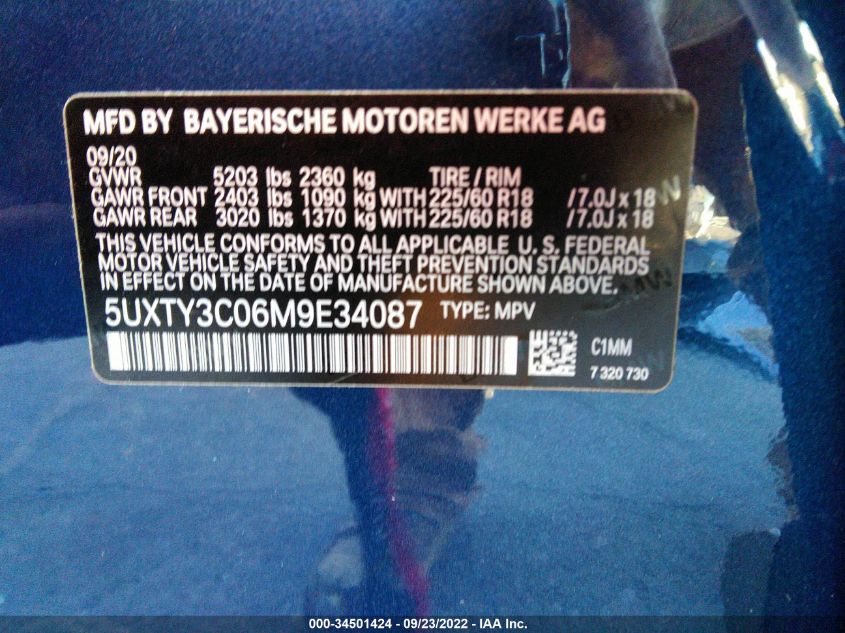 MFD BY BAYERISCHE MOTOREN WERKE AG
09/20
GVWR 5203 lbs 2360 kg TIRE / RIM
GAWR FRONT 2403 lbs 1090 kg WITH 225/60 R18 /7.0J x 18
GAWR REAR 3020 lbs 1370 kg WITH 225/60 R18 /7.0J x 18
THIS VEHICLE CONFORMS TO ALL APPLICABLE U. S. FEDERAL
MOTOR VEHICLE SAFETY AND THEFT PREVENTION STANDARDS
IN EFFECT ON THE DATE OF MANUFACTURE SHOWN ABOVE.
5UXTY3C06M9E34087 TYPE: MPV
C1MM
7 320 730
000-34501424 - 09/23/2022 - IAA Inc.